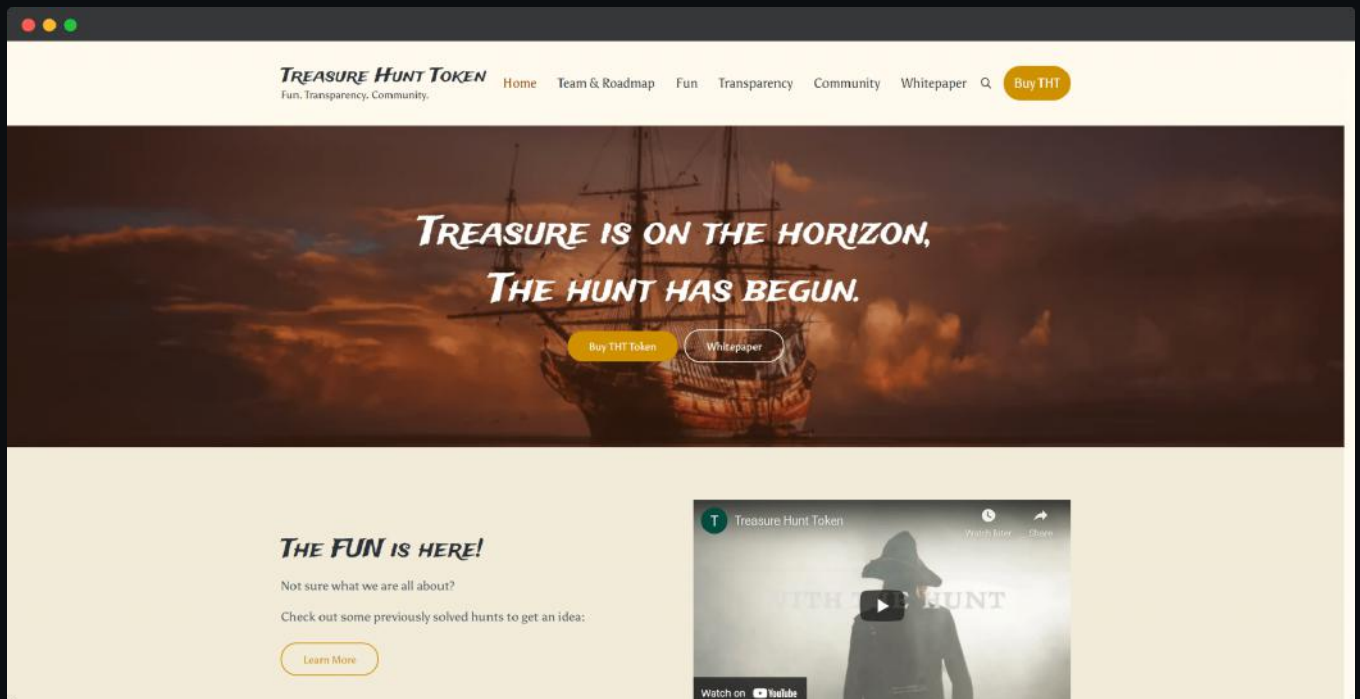 Treasure Hunt Token
Fun. Transparency. Community.
Home Team & Roadmap Fun Transparency Community Whitepaper Buy THT
Treasure is on the horizon,
The hunt has begun.
Buy THT Token Whitepaper
The FUN is here!
Not sure what we are all about?
Check out some previously solved hunts to get an idea:
Learn More
T Treasure Hunt Token
Watch later Share
WITH THE HUNT
Watch on YouTube